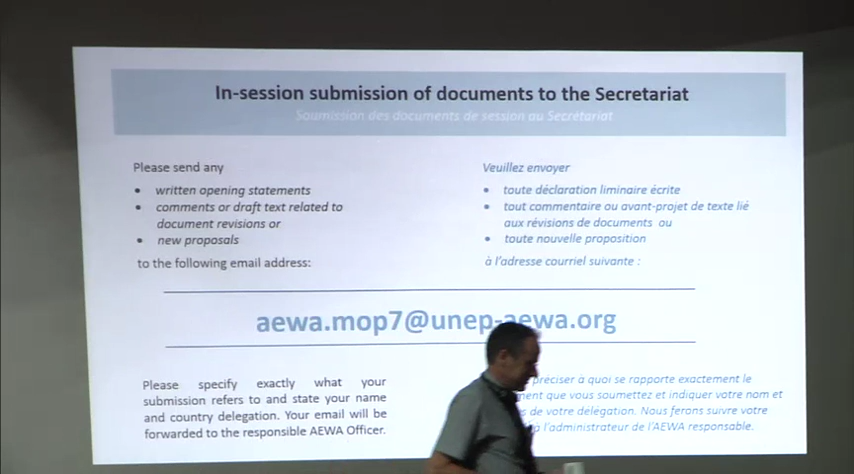 In-session submission of documents to the Secretariat
Soumission des documents de session au Secrétariat
Please send any
• written opening statements
• comments or draft text related to
document revisions or
• new proposals
to the following email address:
Veuillez envoyer
• toute déclaration liminaire écrite
• tout commentaire ou avant-projet de texte lié
aux révisions de documents ou
• toute nouvelle proposition
à l'adresse courriel suivante :
aewa.mop7@unep-aewa.org
Please specify exactly what your
submission refers to and state your name
and country delegation. Your email will be
forwarded to the responsible AEWA Officer.
préciser à quoi se rapporte exactement le
que vous soumettez et indiquer votre nom et
de votre délégation. Nous ferons suivre votre
à l'administrateur de l'AEWA responsable.